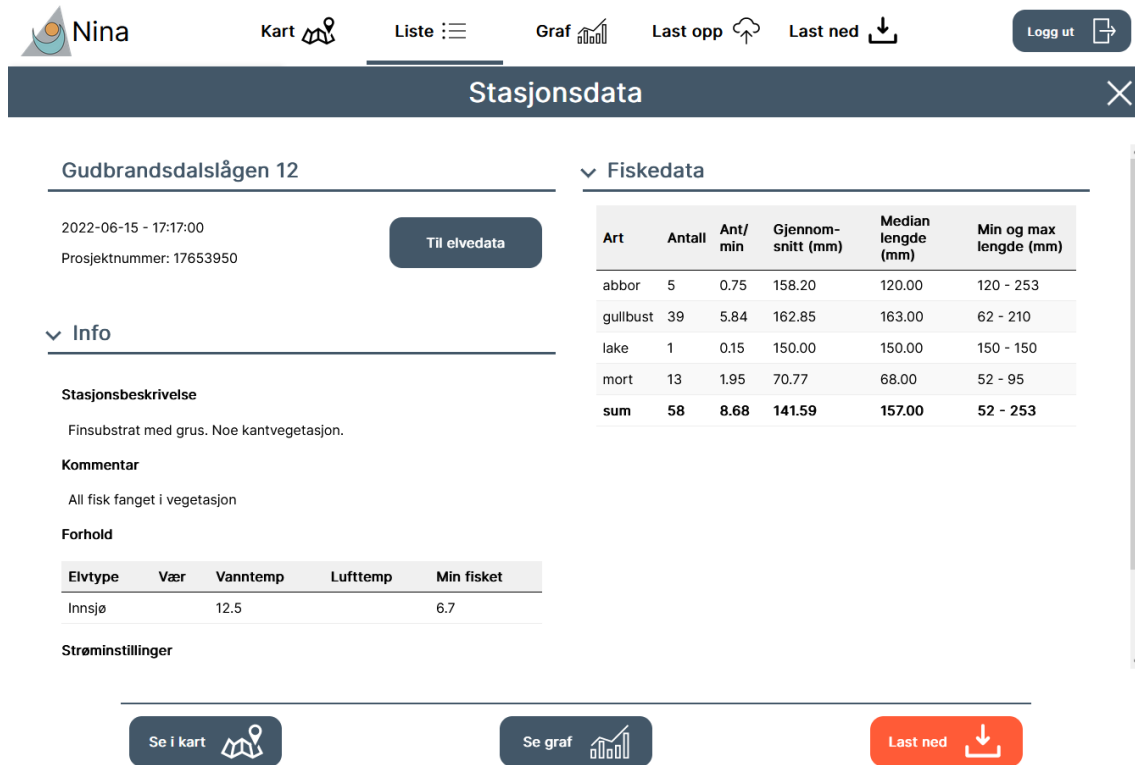 Nina
Kart
Liste
Graf
Last opp
Last ned
Logg ut
Stasjonsdata
Gudbrandsdalslågen 12
2022-06-15 - 17:17:00
Prosjektnummer: 17653950
Til elvedata
Info
Stasjonsbeskrivelse
Finsubstrat med grus. Noe kantvegetasjon.
Kommentar
All fisk fanget i vegetasjon
Forhold
Elvtype Vær Vanntemp Lufttemp Min fisket
Innsjø 12.5 6.7
Strøminstillinger
Fiskedata
Art Antall Ant/ min Gjennom- snitt (mm) Median lengde (mm) Min og max lengde (mm)
abbor 5 0.75 158.20 120.00 120 - 253
gullbust 39 5.84 162.85 163.00 62 - 210
lake 1 0.15 150.00 150.00 150 - 150
mort 13 1.95 70.77 68.00 52 - 95
sum 58 8.68 141.59 157.00 52 - 253
Se i kart
Se graf
Last ned